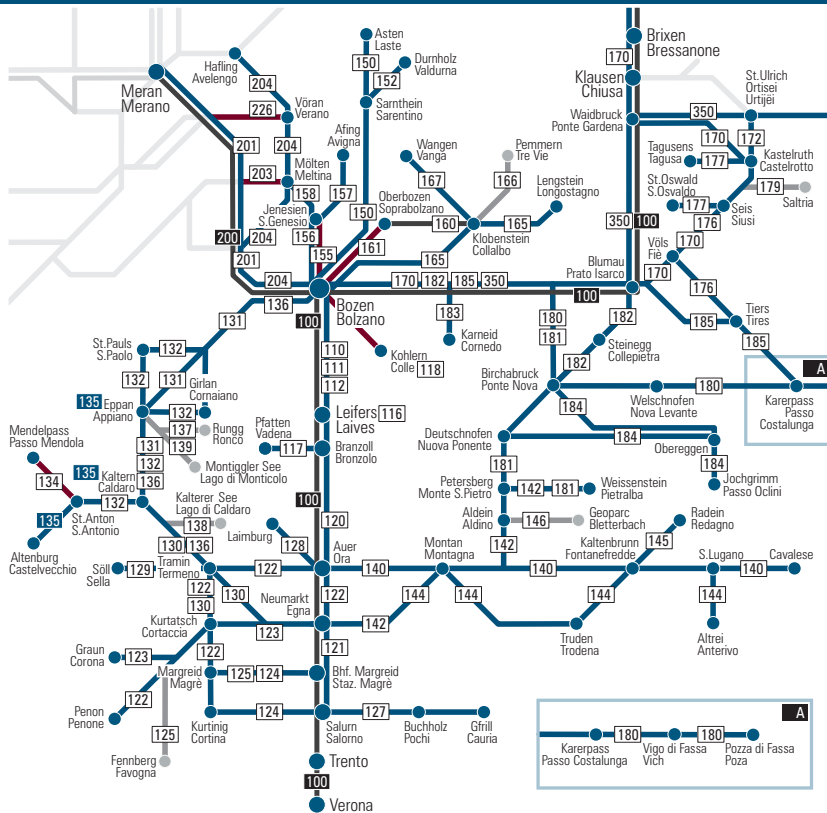 Brixen
Bressanone
170
Klausen
Chiusa
Asten
Laste
150
Durnholz
Valdurna
152
Hafling
Avelengo
204
Meran
Merano
Sarnthein
Sarentino
St.Ulrich
Ortisei
Urtijëi
Vöran
Verano
226
201
Afing
Avigna
Waidbruck
Ponte Gardena
350
170
172
Wangen
Vanga
Pemmern
Tre Vie
Tagusens
Tagusa
177
Kastelruth
Castelrotto
204
203
Mölten
Meltina
158
157
167
166
Lengstein
Longostagno
St.Oswald
S.Osvaldo
177
179
Saltria
Oberbozen
Soprabolzano
Jenesien
S.Genesio
150
160
165
Klobenstein
Collalbo
176
Seis
Siusi
350
100
200
204
156
155
161
201
165
Völs
Fiè
170
Blumau
Prato Isarco
170
176
204
170
182
185
350
100
136
Bozen
Bolzano
183
180
181
182
185
Tiers
Tires
131
100
110
111
112
Karneid
Cornedo
Steinegg
Collepietra
185
St.Pauls
S.Paolo
132
Kohlern
Colle
118
182
A
132
131
Girlan
Cornaiano
Birchabruck
Ponte Nova
180
Welschnofen
Nova Levante
Karerpass
Passo
Costalunga
135
Eppan
Appiano
132
137
139
Rungg
Ronco
Leifers
Laives
116
184
Mendelpass
Passo Mendola
Pfatten
Vadena
117
Branzoll
Bronzolo
Deutschnofen
Nuova Ponente
184
Obereggen
131
132
136
Montiggler See
Lago di Monticolo
134
135
Kaltern
Caldaro
181
184
Petersberg
Monte S.Pietro
142
181
Weissenstein
Pietralba
Jochgrimm
Passo Oclini
132
St.Anton
S.Antonio
135
Kalterer See
Lago di Caldaro
138
100
Aldein
Aldino
146
Geoparc
Bletterbach
Radein
Redagno
Altenburg
Castelvecchio
130
136
Laimburg
128
120
142
145
Auer
Ora
Montan
Montagna
Kaltenbrunn
Fontanefredde
S.Lugano
Cavalese
Söll
Sella
129
Tramin
Termeno
122
140
140
140
122
130
130
Neumarkt
Egna
122
144
144
144
144
Kurtatsch
Cortaccia
123
142
Truden
Trodena
Altrei
Anterivo
Graun
Corona
123
122
121
Margreid
Magrè
125
124
Bhf. Margreid
Staz. Magrè
122
Penon
Penone
125
Kurtinig
Cortina
124
Salurn
Salorno
127
Buchholz
Pochi
Gfrill
Cauria
A
Karerpass
Passo Costalunga
180
Vigo di Fassa
Vich
180
Pozza di Fassa
Poza
Fennberg
Favogna
Trento
100
Verona